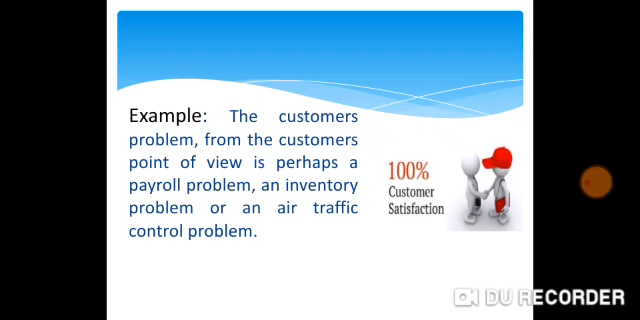 Example: The customers
problem, from the customers
point of view is perhaps a
payroll problem, an inventory
problem or an air traffic
control problem.
100%
Customer
Satisfaction
DU RECORDER